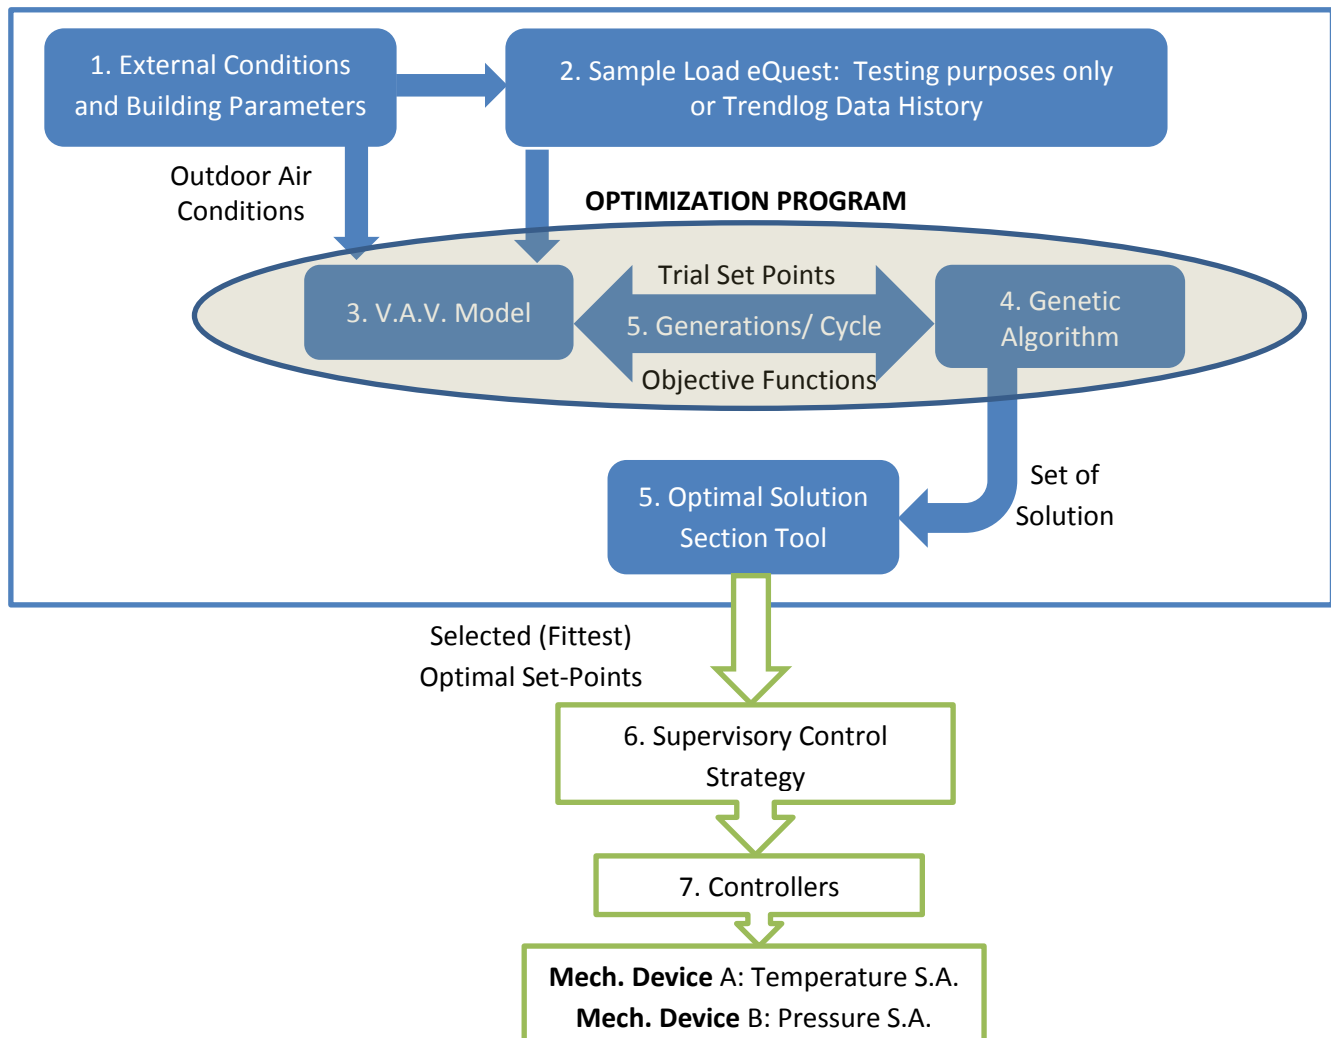 1. External Conditions
and Building Parameters
2. Sample Load eQuest:  Testing purposes only
or Trendlog Data History
Outdoor Air
Conditions
OPTIMIZATION PROGRAM
3. V.A.V. Model
Trial Set Points
5. Generations/ Cycle
Objective Functions
4. Genetic
Algorithm
5. Optimal Solution
Section Tool
Set of
Solution
Selected (Fittest)
Optimal Set-Points
6. Supervisory Control
Strategy
7. Controllers
Mech. Device A: Temperature S.A.
Mech. Device B: Pressure S.A.